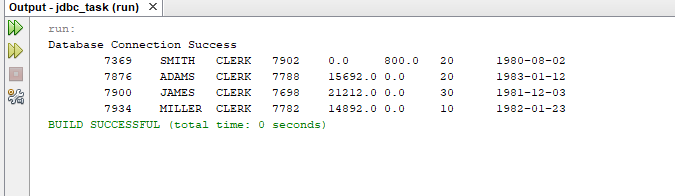 Output - jdbc_task (run) ×
run:
Database Connection Success
7369 SMITH CLERK 7902 0.0 800.0 20 1980-08-02
7876 ADAMS CLERK 7788 15692.0 0.0 20 1983-01-12
7900 JAMES CLERK 7698 21212.0 0.0 30 1981-12-03
7934 MILLER CLERK 7782 14892.0 0.0 10 1982-01-23
BUILD SUCCESSFUL (total time: 0 seconds)